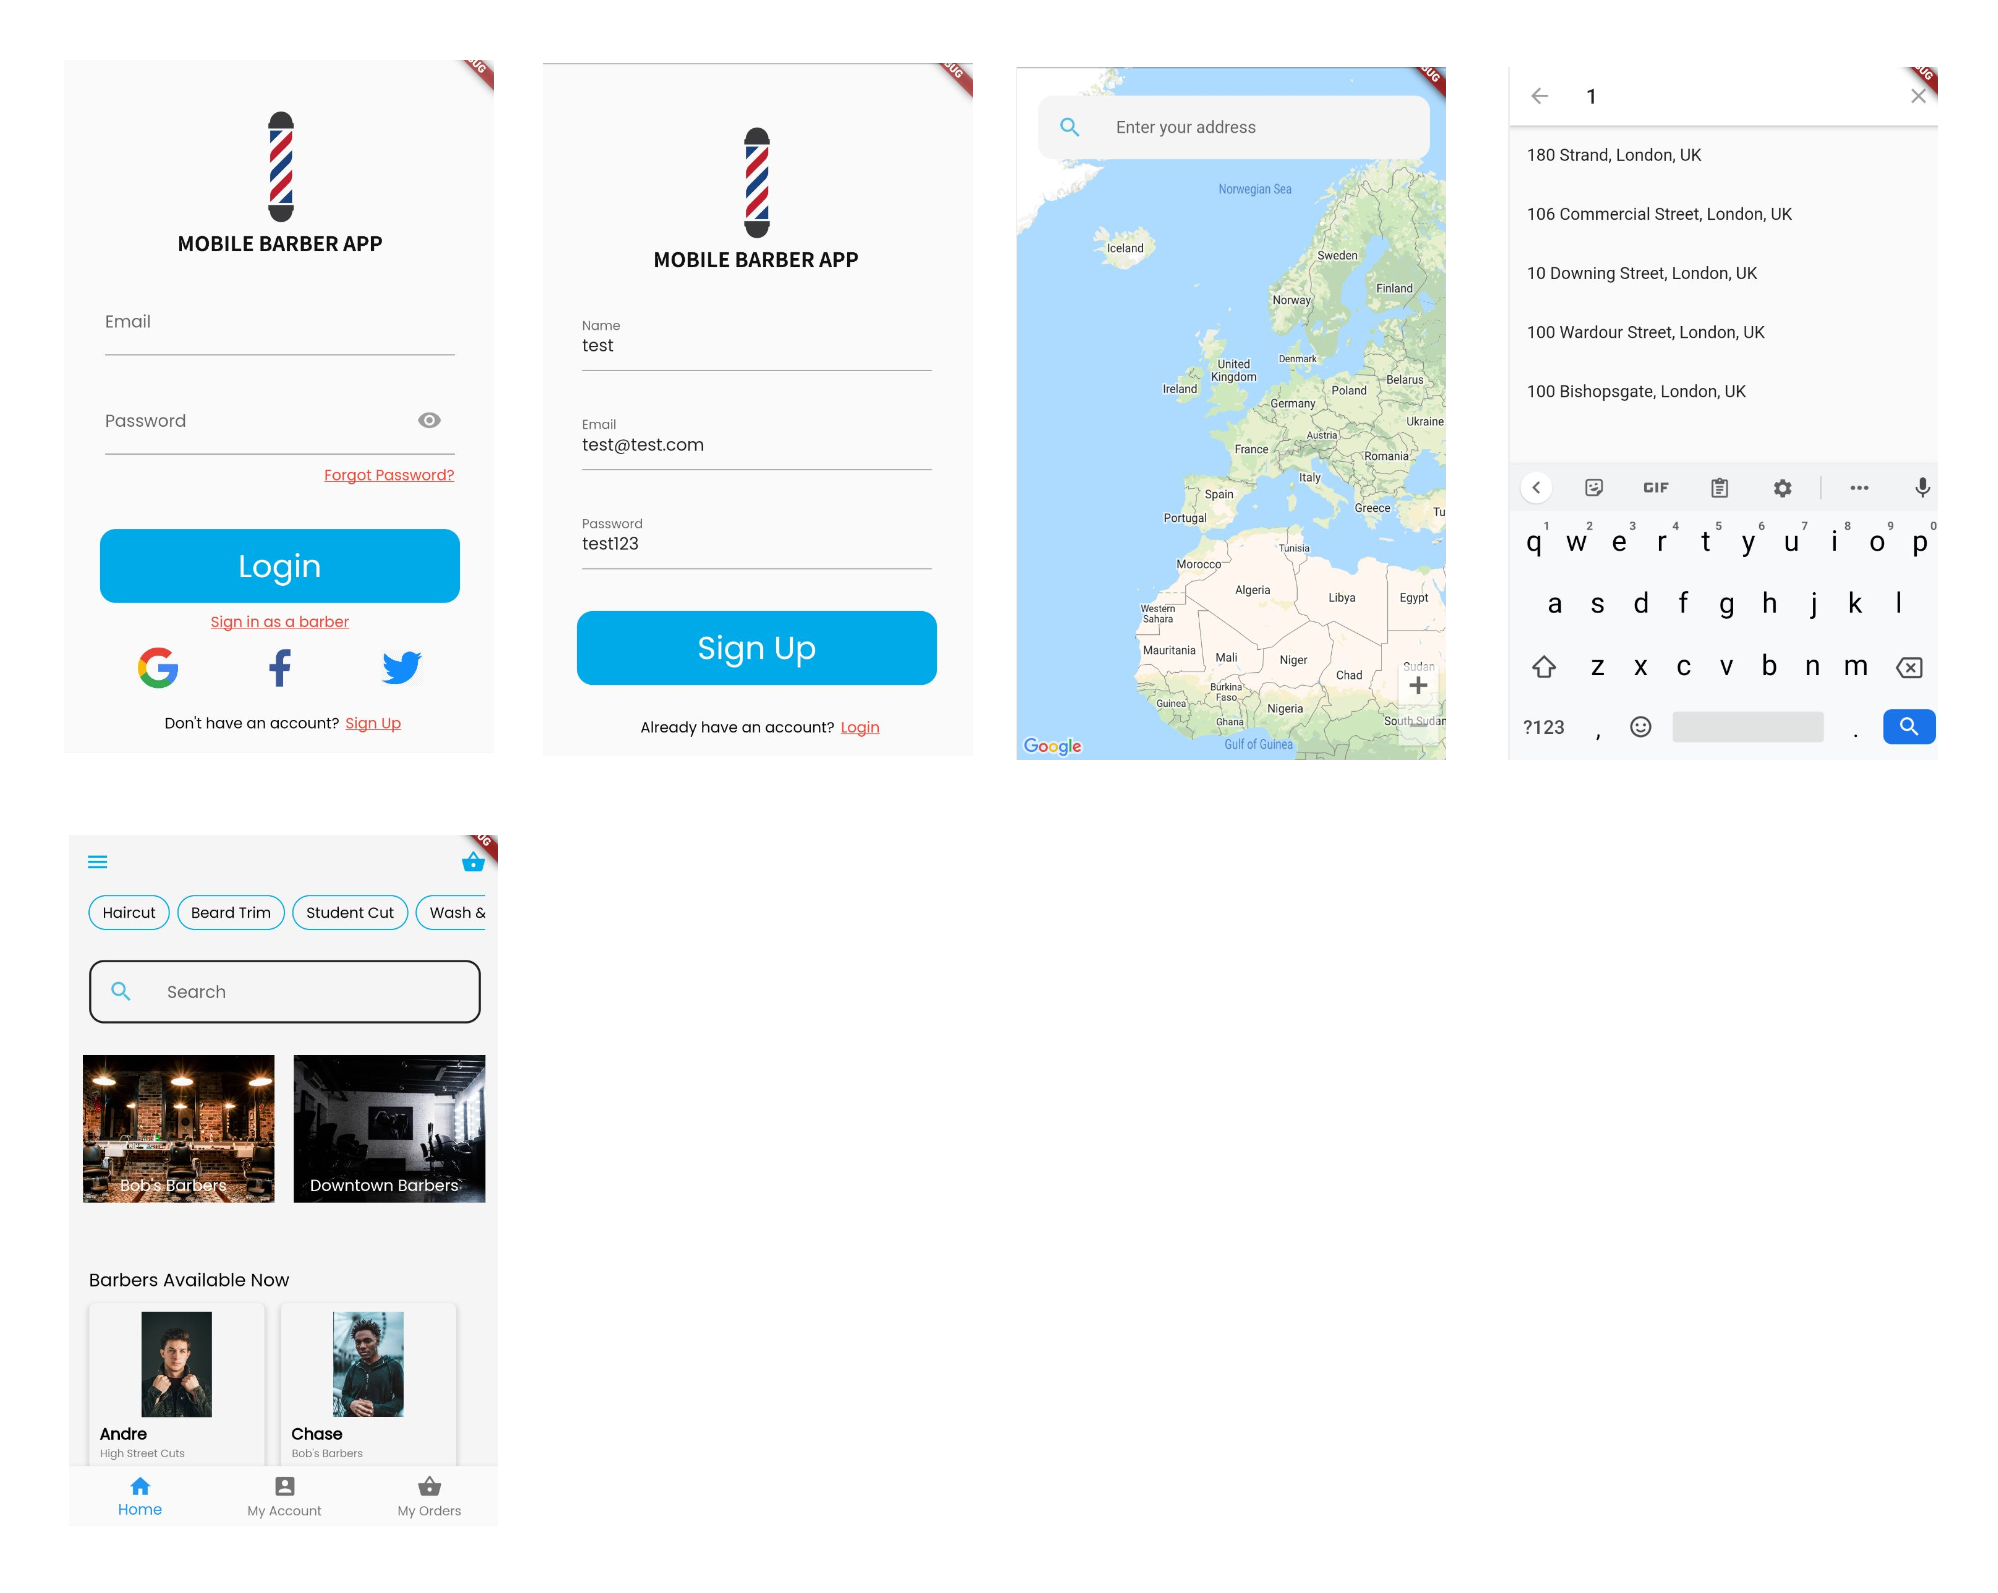 UG
MOBILE BARBER APP
Email
Password
Forgot Password?
Login
Sign in as a barber
Don't have an account? Sign Up
UG
MOBILE BARBER APP
Name
test
Email
test@test.com
Password
test123
Sign Up
Already have an account? Login
UG
Enter your address
Norwegian Sea
Iceland
Sweden
Finland
Norway
United
Kingdom
Denmark
Ireland
Belarus
Poland
Germany
Ukraine
Austria
France
Romania
Italy
Spain
Greece
Tu
Portugal
Tunisia
Morocco
Algeria
Libya
Egypt
Western
Sahara
Mauritania
Mali
Niger
Chad
Sudan
Burkina
Faso
Guinea
Nigeria
Ghana
South Sudan
Google
Gulf of Guinea
UG
1
180 Strand, London, UK
106 Commercial Street, London, UK
10 Downing Street, London, UK
100 Wardour Street, London, UK
100 Bishopsgate, London, UK
GIF
1 2 3 4 5 6 7 8 9 0
q w e r t y u i o p
a s d f g h j k l
z x c v b n m
?123 , .
UG
Haircut Beard Trim Student Cut Wash &
Search
Bob's Barbers Downtown Barbers
Barbers Available Now
Andre Chase
High Street Cuts Bob's Barbers
Home My Account My Orders